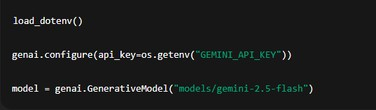 load_dotenv()
genai.configure(api_key=os.getenv("GEMINI_API_KEY"))
model = genai.GenerativeModel("models/gemini-2.5-flash")